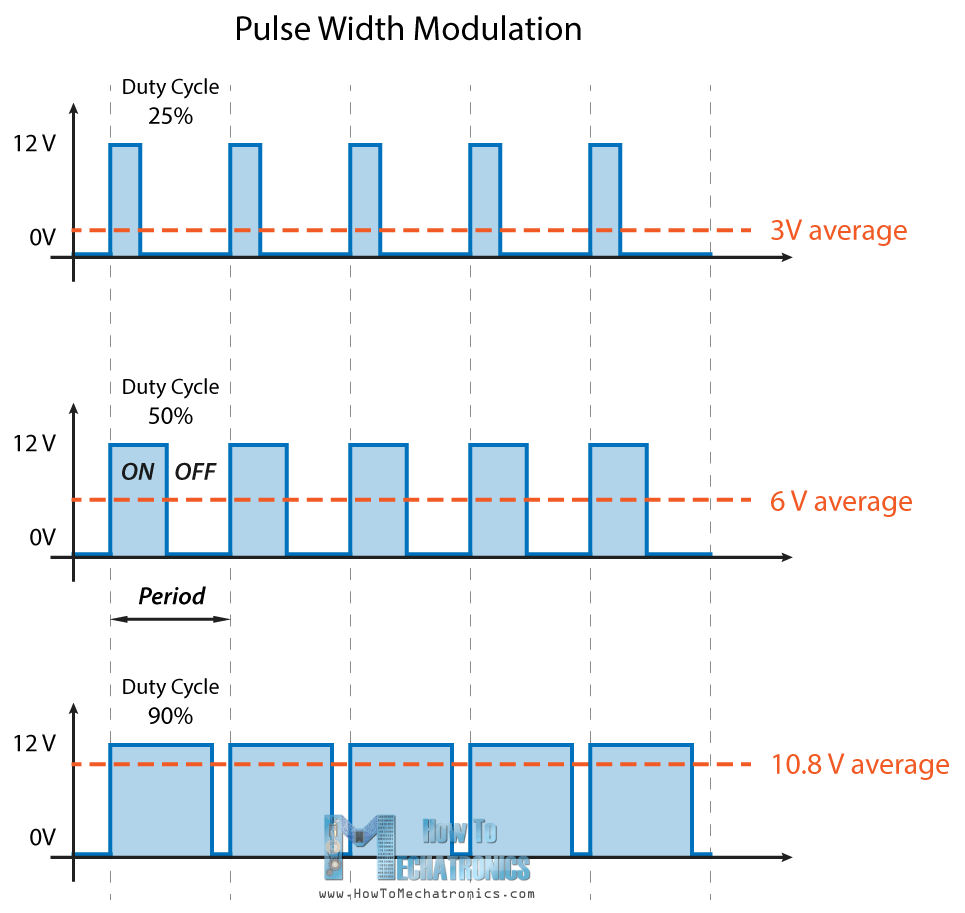 Pulse Width Modulation
Duty Cycle
25%
12 V
0V
3V average
Duty Cycle
50%
12 V
ON OFF
6 V average
0V
Period
Duty Cycle
90%
12 V
10.8 V average
0V
How To
MECHATRONICS
www.HowToMechatronics.com